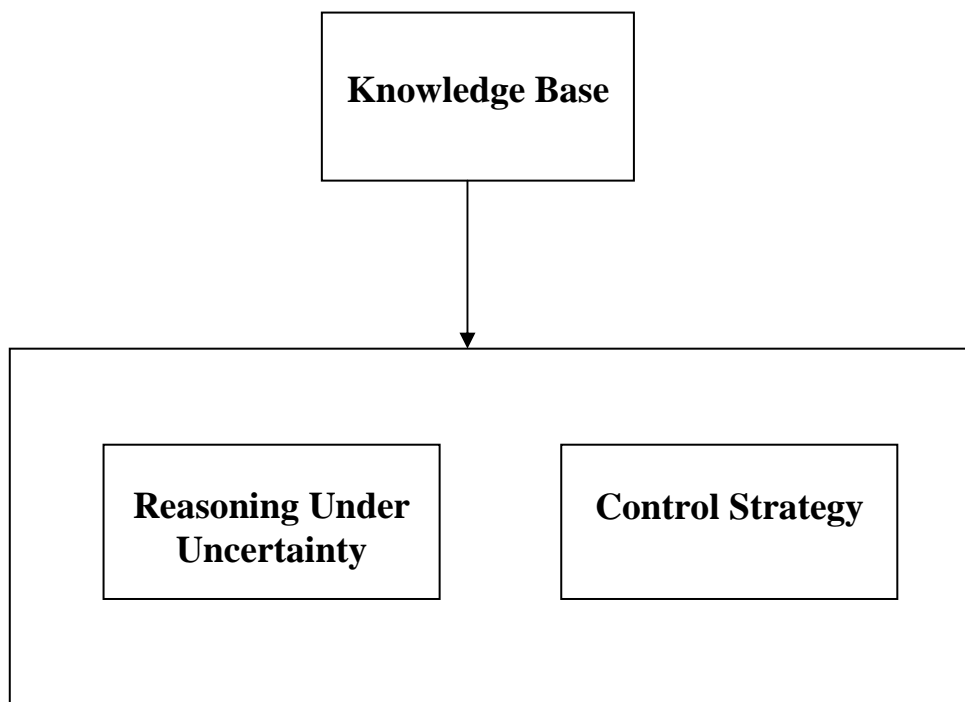 Knowledge Base
Reasoning Under
Uncertainty
Control Strategy